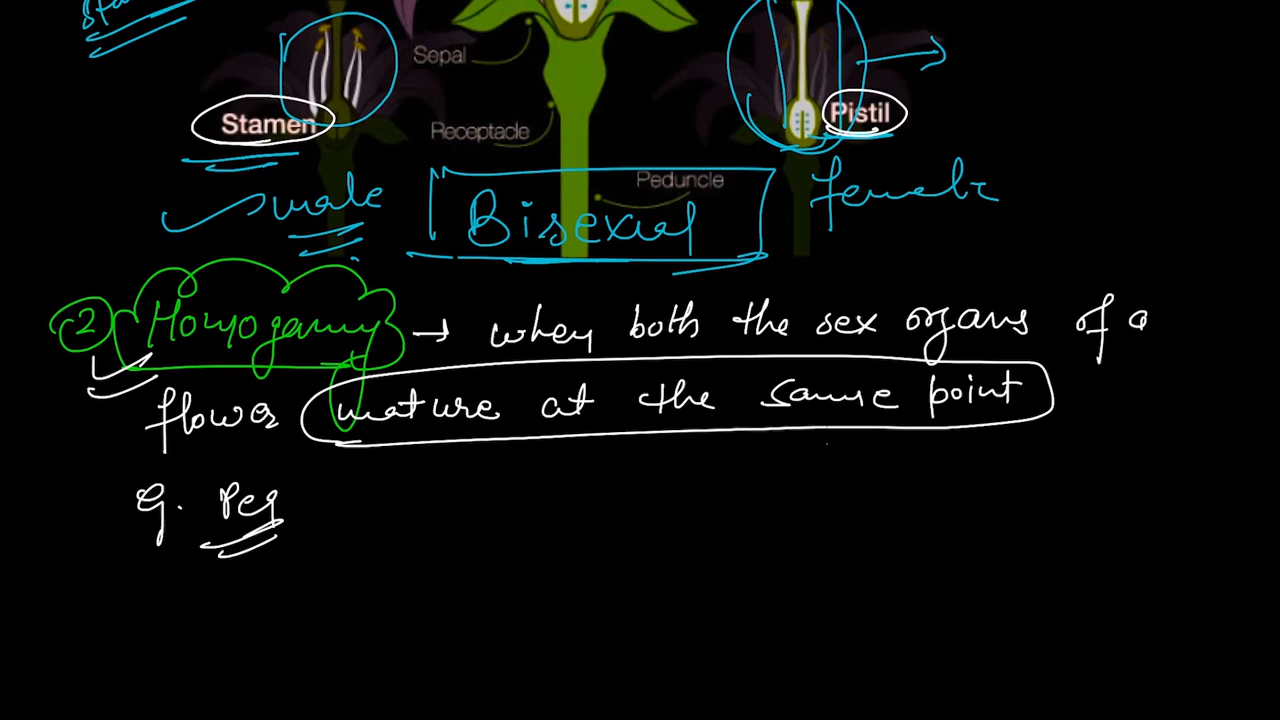 Sepal
Stamen
Receptacle
Pistil
Peduncle
male
Bisexual
female
② Homogamy → when both the sex organs of a
flower mature at the same point
Eg. Pea